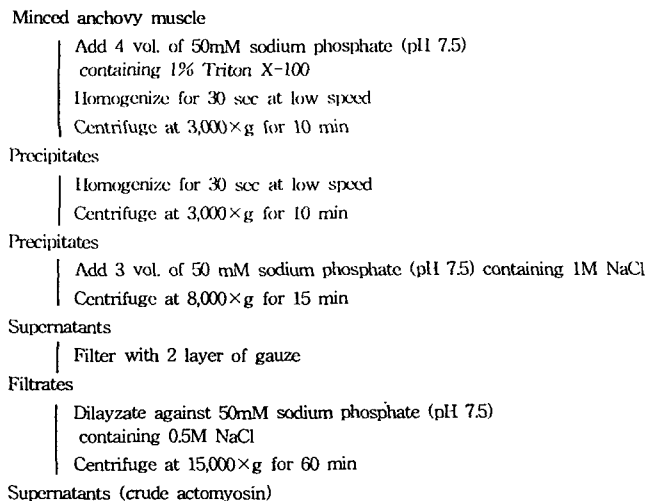 Minced anchovy muscle
Add 4 vol. of 50mM sodium phosphate (pH 7.5)
containing 1% Triton X-100
Homogenize for 30 sec at low speed
Centrifuge at 3,000×g for 10 min
Precipitates
Homogenize for 30 sec at low speed
Centrifuge at 3,000×g for 10 min
Precipitates
Add 3 vol. of 50 mM sodium phosphate (pH 7.5) containing 1M NaCl
Centrifuge at 8,000×g for 15 min
Supernatants
Filter with 2 layer of gauze
Filtrates
Dilayzate against 50mM sodium phosphate (pH 7.5)
containing 0.5M NaCl
Centrifuge at 15,000×g for 60 min
Supernatants (crude actomyosin)